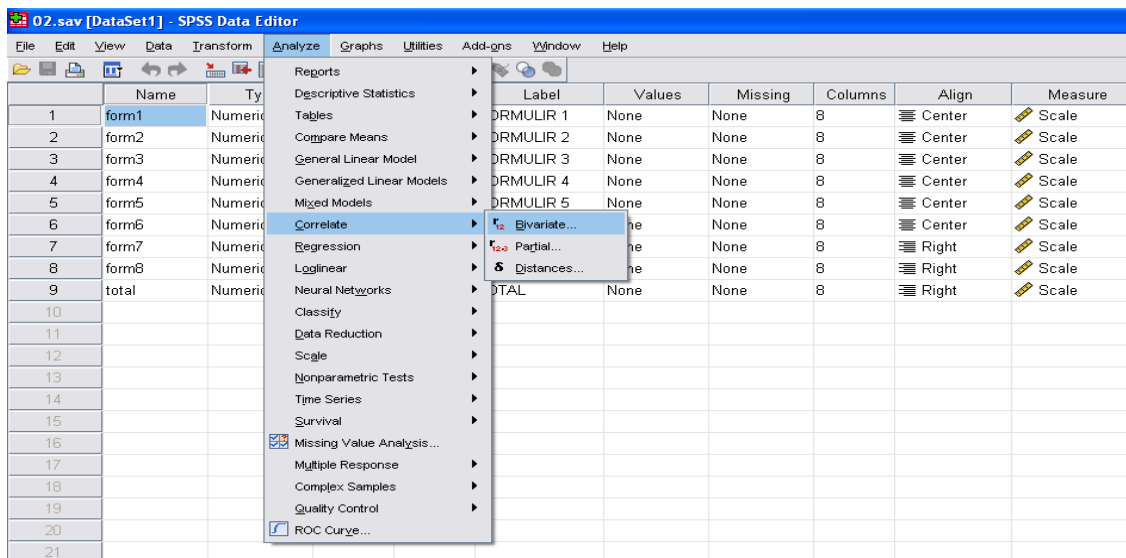 02.sav [DataSet1] - SPSS Data Editor
File Edit View Data Transform Analyze Graphs Utilities Add-ons Window Help
Name Ty Label Values Missing Columns Align Measure
1 form1 Numeric ORMULIR 1 None None 8 Center Scale
2 form2 Numeric ORMULIR 2 None None 8 Center Scale
3 form3 Numeric ORMULIR 3 None None 8 Center Scale
4 form4 Numeric ORMULIR 4 None None 8 Center Scale
5 form5 Numeric ORMULIR 5 None None 8 Center Scale
6 form6 Numeric ne None 8 Center Scale
7 form7 Numeric ne None 8 Right Scale
8 form8 Numeric ne None 8 Right Scale
9 total Numeric OTAL None None 8 Right Scale
10
11
12
13
14
15
16
17
18
19
20
21
Reports
Descriptive Statistics
Tables
Compare Means
General Linear Model
Generalized Linear Models
Mixed Models
Correlate
Regression
Loglinear
Neural Networks
Classify
Data Reduction
Scale
Nonparametric Tests
Time Series
Survival
Missing Value Analysis...
Multiple Response
Complex Samples
Quality Control
ROC Curve...
r12 Bivariate...
r12·3 Partial...
δ Distances...